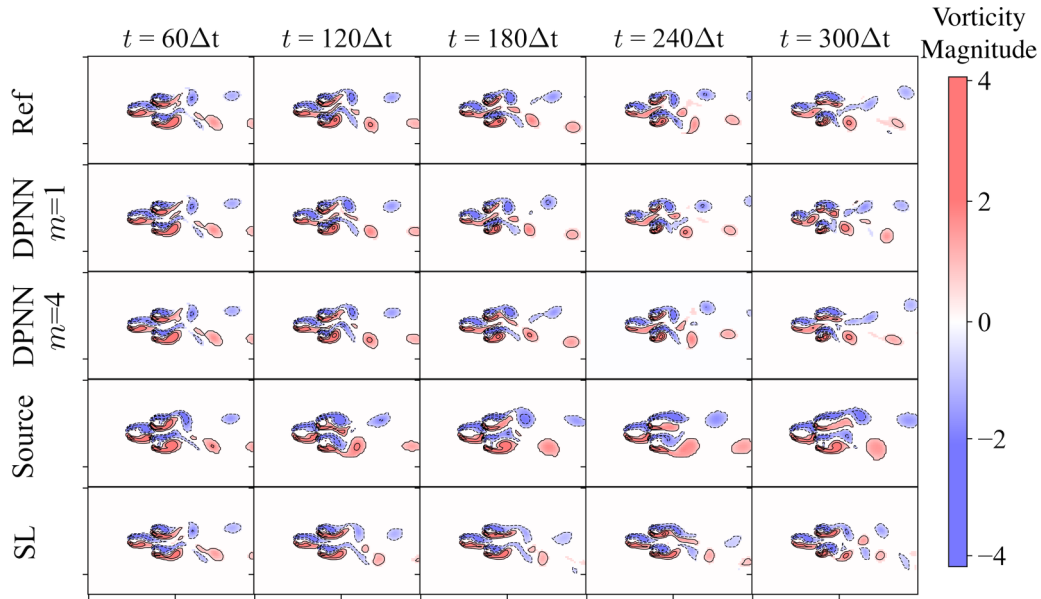 Vorticity
Magnitude
t = 60Δt t = 120Δt t = 180Δt t = 240Δt t = 300Δt
Ref
DPNN
m=1
DPNN
m=4
Source
SL
4
2
0
−2
−4